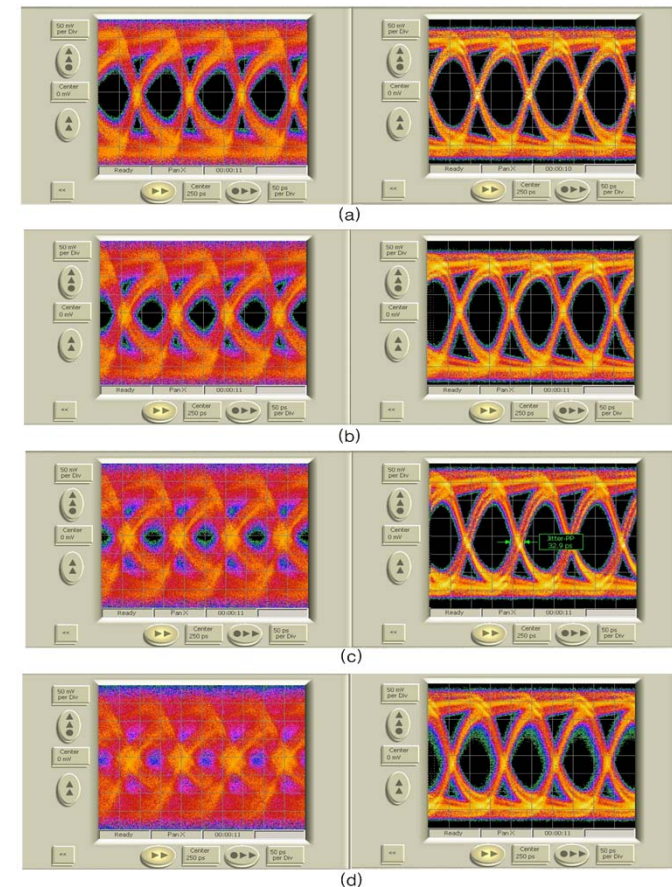 50 mV
per Div
Center
0 mV
Ready Pan X 00:00:11
<<
Center
250 ps
50 ps
per Div
50 mV
per Div
Center
0 mV
Ready Pan X 00:00:10
<<
Center
250 ps
50 ps
per Div
(a)
50 mV
per Div
Center
0 mV
Ready Pan X 00:00:11
<<
Center
250 ps
50 ps
per Div
50 mV
per Div
Center
0 mV
Ready Pan X 00:00:11
<<
Center
250 ps
50 ps
per Div
(b)
50 mV
per Div
Center
0 mV
Ready Pan X 00:00:11
<<
Center
250 ps
50 ps
per Div
50 mV
per Div
Center
0 mV
Jitter-PP
32.9 ps
Ready Pan X 00:00:11
<<
Center
250 ps
50 ps
per Div
(c)
50 mV
per Div
Center
0 mV
Ready Pan X 00:00:11
<<
Center
250 ps
50 ps
per Div
50 mV
per Div
Center
0 mV
Ready Pan X 00:00:11
<<
Center
250 ps
50 ps
per Div
(d)